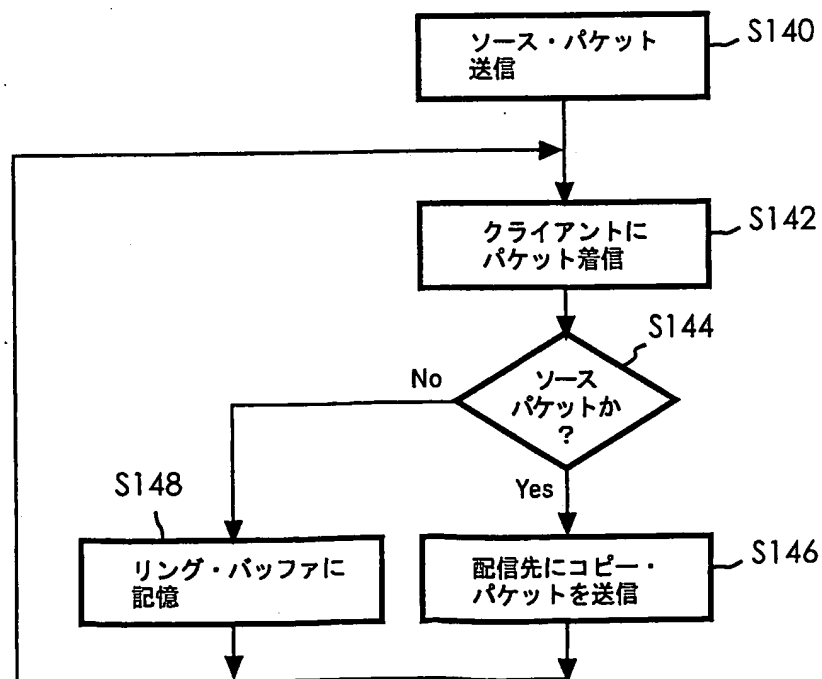 ソース・パケット
送信
S140
クライアントに
パケット着信
S142
S144
ソース
パケットか
?
No
Yes
S148
リング・バッファに
記憶
配信先にコピー・
パケットを送信
S146